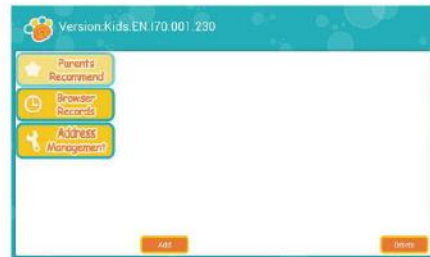 Version:Kids.EN.I70.001.230
Parents
Recommend
Browser
Records
Address
Management
Add
Delete